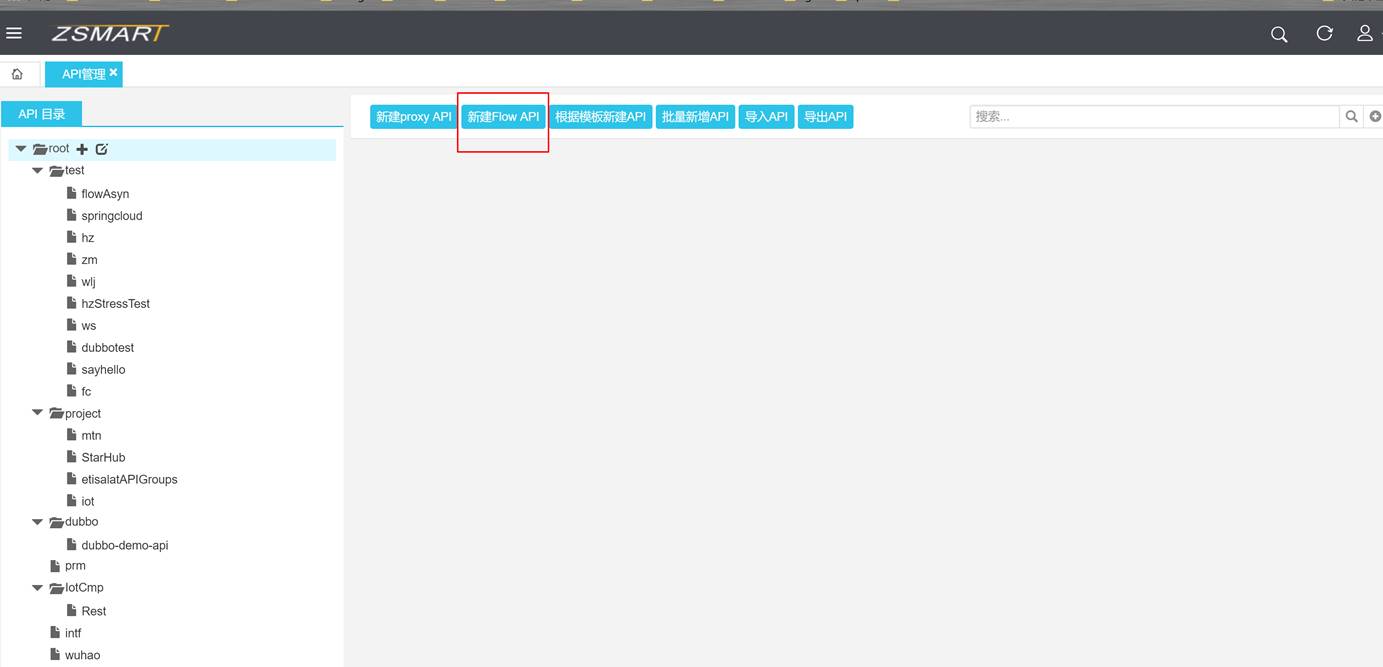 ZSMART
API管理
API 目录
新建proxy API 新建Flow API 根据模板新建API 批量新增API 导入API 导出API 搜索...
root
test
flowAsyn
springcloud
hz
zm
wlj
hzStressTest
ws
dubbotest
sayhello
fc
project
mtn
StarHub
etisalatAPIGroups
iot
dubbo
dubbo-demo-api
prm
IotCmp
Rest
intf
wuhao